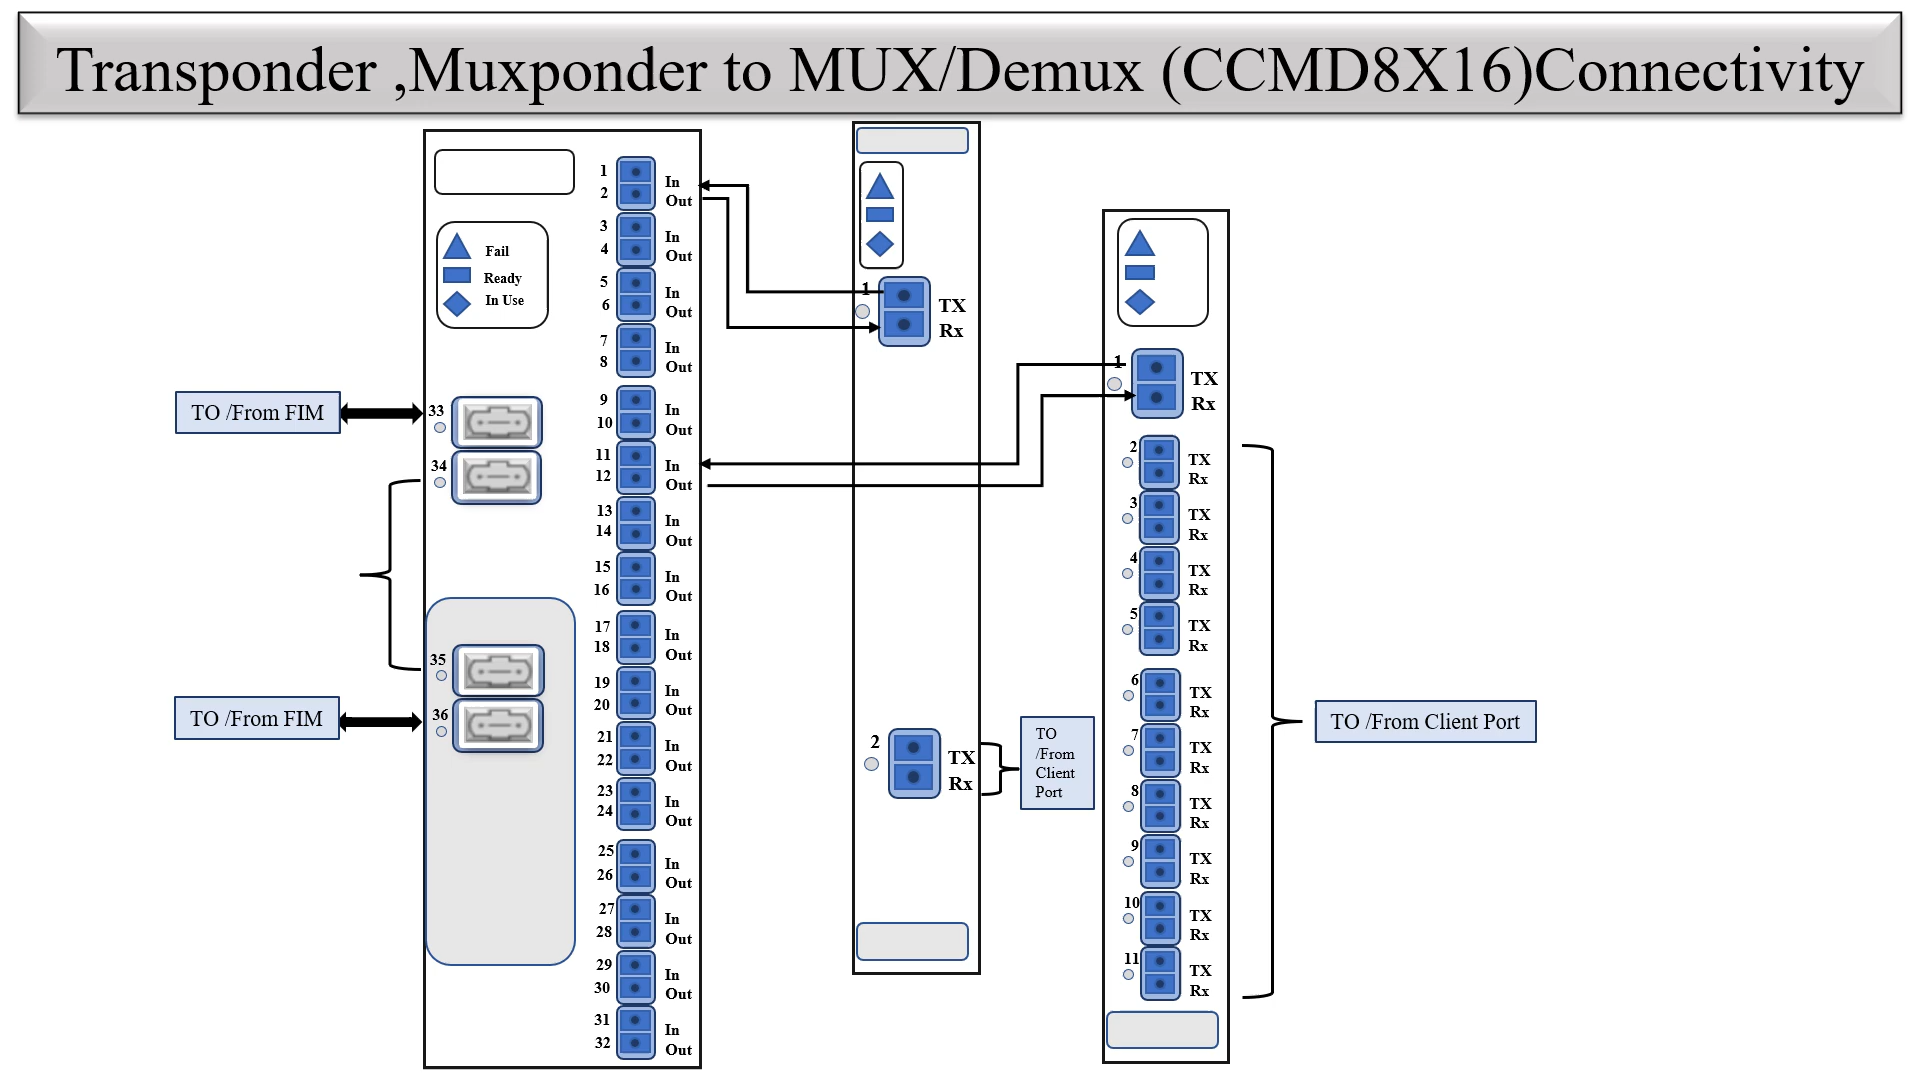 Transponder ,Muxponder to MUX/Demux (CCMD8X16)Connectivity
Fail
Ready
In Use
TO /From FIM
33
34
35
TO /From FIM
36
1 In
2 Out
3 In
4 Out
5 In
6 Out
7 In
8 Out
9 In
10 Out
11 In
12 Out
13 In
14 Out
15 In
16 Out
17 In
18 Out
19 In
20 Out
21 In
22 Out
23 In
24 Out
25 In
26 Out
27 In
28 Out
29 In
30 Out
31 In
32 Out
1 TX
Rx
2 TX
Rx
TO
/From
Client
Port
1 TX
Rx
2 TX
Rx
3 TX
Rx
4 TX
Rx
5 TX
Rx
6 TX
Rx
7 TX
Rx
8 TX
Rx
9 TX
Rx
10 TX
Rx
11 TX
Rx
TO /From Client Port